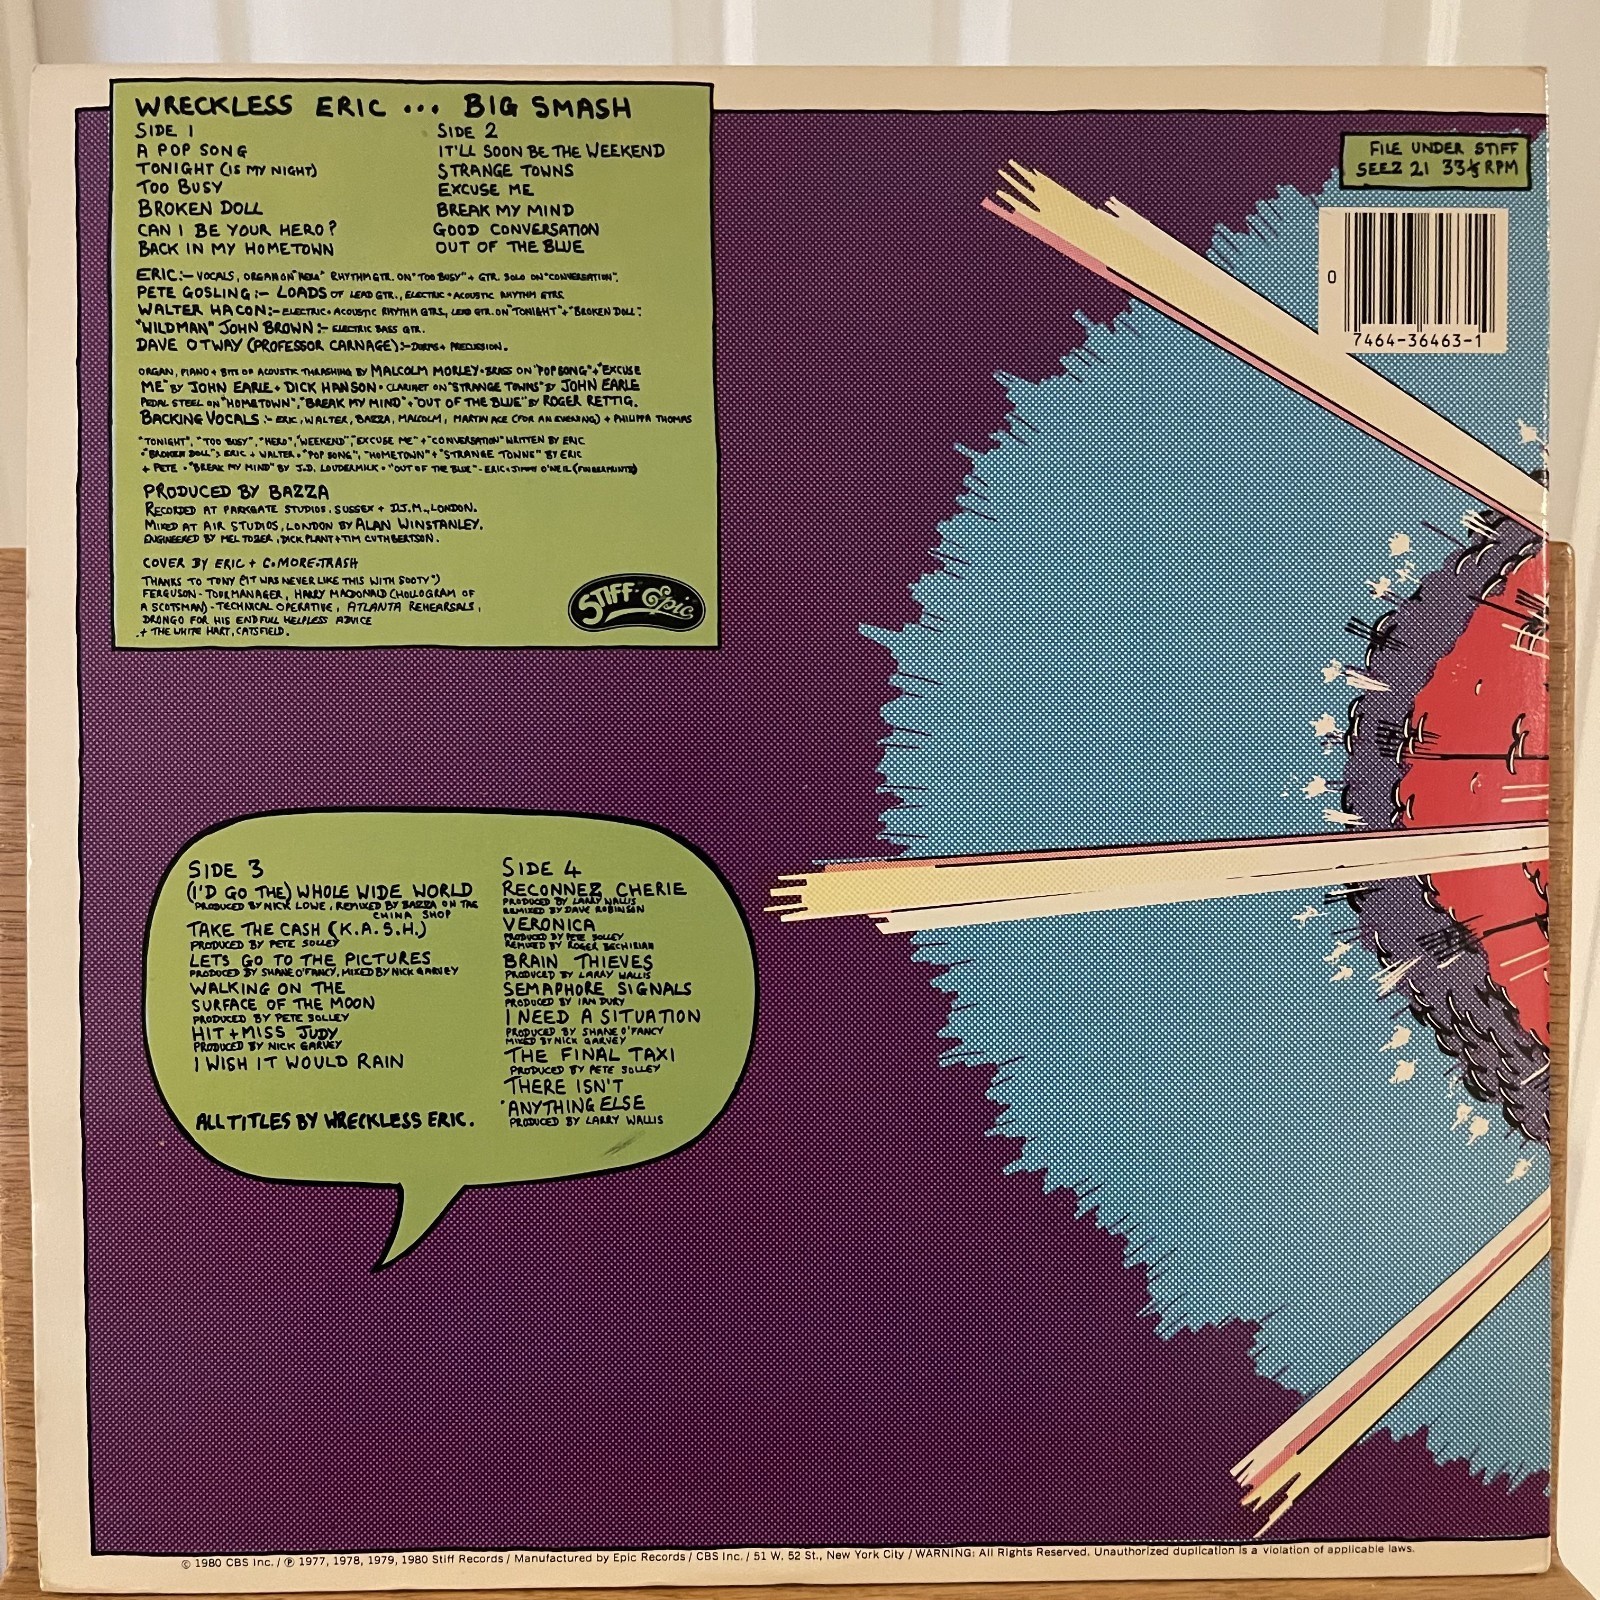 WRECKLESS ERIC ... BIG SMASH
SIDE 1
A POP SONG
TONIGHT (IS MY NIGHT)
TOO BUSY
BROKEN DOLL
CAN I BE YOUR HERO?
BACK IN MY HOMETOWN
SIDE 2
IT'LL SOON BE THE WEEKEND
STRANGE TOWNS
EXCUSE ME
BREAK MY MIND
GOOD CONVERSATION
OUT OF THE BLUE
ERIC:- VOCALS, ORGAN ON "HERO" RHYTHM GTR. ON "TOO BUSY" + GTR. SOLO ON "CONVERSATION".
PETE GOSLING:- LOADS OF LEAD GTR., ELECTRIC + ACOUSTIC RHYTHM GTRS.
WALTER HACON:- ELECTRIC + ACOUSTIC RHYTHM GTRS, LEAD GTR. ON "TONIGHT" + "BROKEN DOLL".
"WILDMAN" JOHN BROWN:- ELECTRIC BASS GTR.
DAVE OTWAY (PROFESSOR CARNAGE):- DURMS + PRECUSSION.
ORGAN, PIANO + BITS OF ACOUSTIC THRASHING BY MALCOLM MORLEY • BRASS ON "POP SONG" + "EXCUSE
ME" BY JOHN EARLE + DICK HANSON • CLARINET ON "STRANGE TOWNS" BY JOHN EARLE
PEDAL STEEL ON "HOMETOWN", "BREAK MY MIND" + "OUT OF THE BLUE" BY ROGER RETTIG.
BACKING VOCALS:- ERIC, WALTER, BAZZA, MALCOLM, MARTIN ACE (FOR AN EVENING) + PHILIPPA THOMAS
"TONIGHT", "TOO BUSY", "HERO", "WEEKEND", "EXCUSE ME" + "CONVERSATION" WRITTEN BY ERIC
• "BROKEN DOLL": ERIC + WALTER • "POP SONG", "HOMETOWN" + "STRANGE TOWNS" BY ERIC
+ PETE • "BREAK MY MIND" BY J.D. LOUDERMILK • "OUT OF THE BLUE" - ERIC + JIMME O'NEIL (FINGERPRINTZ)
PRODUCED BY BAZZA
RECORDED AT PARKGATE STUDIOS, SUSSEX + D.J.M., LONDON.
MIXED AT AIR STUDIOS, LONDON BY ALAN WINSTANLEY.
ENGINEERED BY MEL TOBER, DICK PLANT + TIM CUTHBERTSON.
COVER BY ERIC + C•MORE•TRASH
THANKS TO TONY ("IT WAS NEVER LIKE THIS WITH SOOTY")
FERGUSON - TOUR MANAGER, HARRY MACDONALD (HOLLOGRAM OF
A SCOTSMAN) - TECHNICAL OPERATIVE, ATLANTA REHEARSALS,
DRONGO FOR HIS ENDFULL HELPLESS ADVICE
+ THE WHITE HART, CATSFIELD.
STIFF • Epic
FILE UNDER STIFF
SEEZ 21 33⅓ RPM
0
7464-36463-1
SIDE 3
(I'D GO THE) WHOLE WIDE WORLD
PRODUCED BY NICK LOWE, REMIXED BY BAZZA ON THE
CHINA SHOP
TAKE THE CASH (K.A.S.H.)
PRODUCED BY PETE SOLLEY
LETS GO TO THE PICTURES
PRODUCED BY SHANE O'FANCY, MIXED BY NICK GARVEY
WALKING ON THE
SURFACE OF THE MOON
PRODUCED BY PETE SOLLEY
HIT + MISS JUDY
PRODUCED BY NICK GARVEY
I WISH IT WOULD RAIN
ALL TITLES BY WRECKLESS ERIC.
SIDE 4
RECONNEZ CHERIE
PRODUCED BY LARRY WALLIS
REMIXED BY DAVE ROBINSON
VERONICA
PRODUCED BY PETE SOLLEY
REMIXED BY ROGER BECHIRIAN
BRAIN THIEVES
PRODUCED BY LARRY WALLIS
SEMAPHORE SIGNALS
PRODUCED BY IAN DURY
I NEED A SITUATION
PRODUCED BY SHANE O'FANCY
MIXED BY NICK GARVEY
THE FINAL TAXI
PRODUCED BY PETE SOLLEY
THERE ISN'T
ANYTHING ELSE
PRODUCED BY LARRY WALLIS
© 1980 CBS Inc. / ℗ 1977, 1978, 1979, 1980 Stiff Records / Manufactured by Epic Records / CBS Inc. / 51 W. 52 St., New York City / WARNING: All Rights Reserved. Unauthorized duplication is a violation of applicable laws.